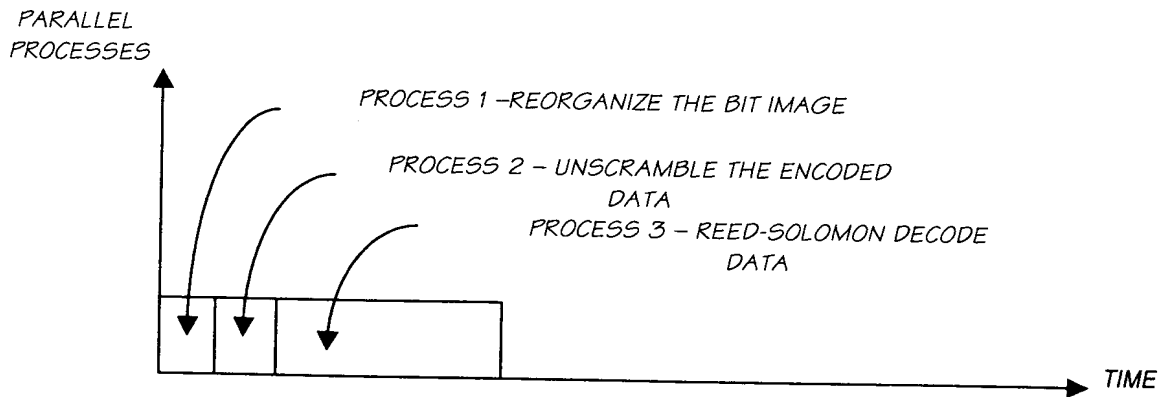 PARALLEL
PROCESSES
PROCESS 1 –REORGANIZE THE BIT IMAGE
PROCESS 2 – UNSCRAMBLE THE ENCODED
DATA
PROCESS 3 – REED-SOLOMON DECODE
DATA
TIME